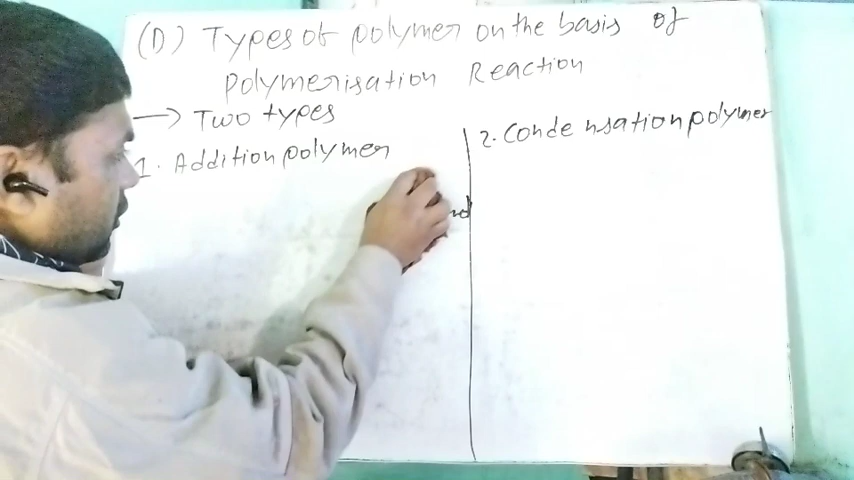 (D) Types of polymer on the basis of
Polymerisation Reaction
→ Two types
1. Addition polymer
2. Condensation polymer